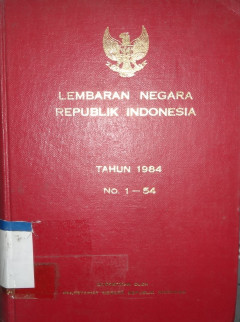 LEMBARAN NEGARA
REPUBLIK INDONESIA
TAHUN 1984
No. 1 — 54